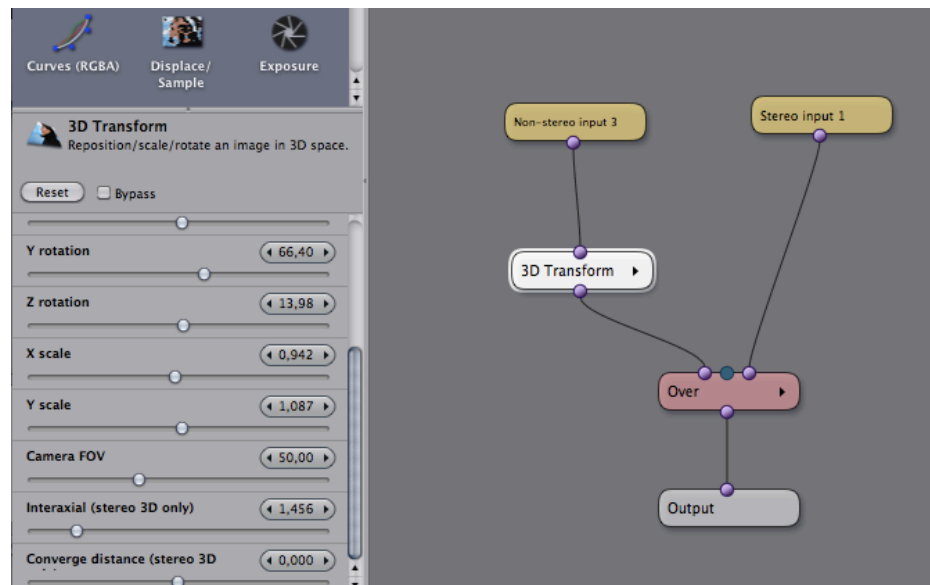 Curves (RGBA)
Displace/
Sample
Exposure
3D Transform
Reposition/scale/rotate an image in 3D space.
Reset
Bypass
Y rotation
66,40
Z rotation
13,98
X scale
0,942
Y scale
1,087
Camera FOV
50,00
Interaxial (stereo 3D only)
1,456
Converge distance (stereo 3D
0,000
Non-stereo input 3
Stereo input 1
3D Transform
Over
Output